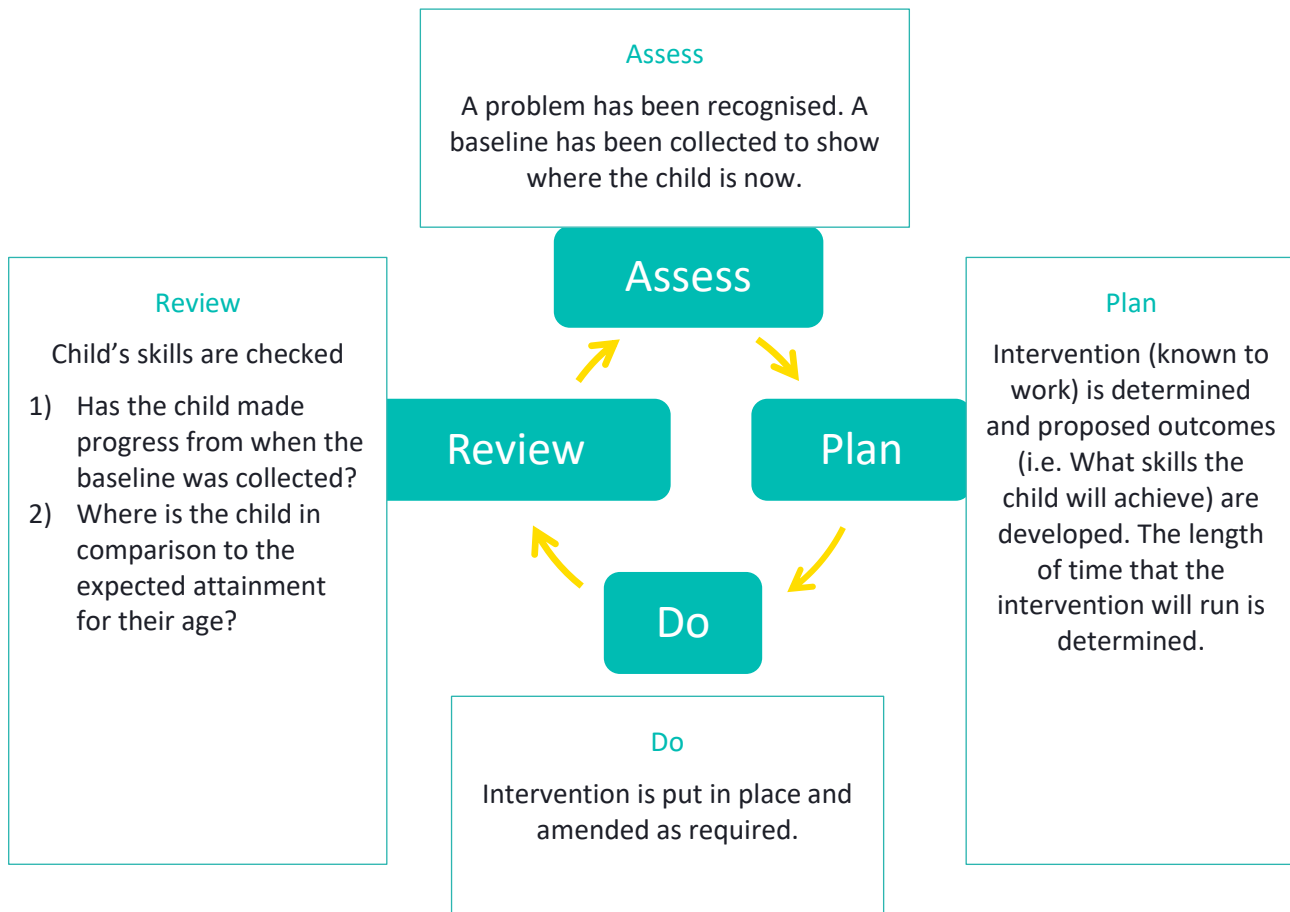 Assess
A problem has been recognised. A
baseline has been collected to show
where the child is now.
Assess
Review
Child’s skills are checked
1) Has the child made
progress from when the
baseline was collected?
2) Where is the child in
comparison to the
expected attainment
for their age?
Review
Plan
Plan
Intervention (known to
work) is determined
and proposed outcomes
(i.e. What skills the
child will achieve) are
developed. The length
of time that the
intervention will run is
determined.
Do
Do
Intervention is put in place and
amended as required.